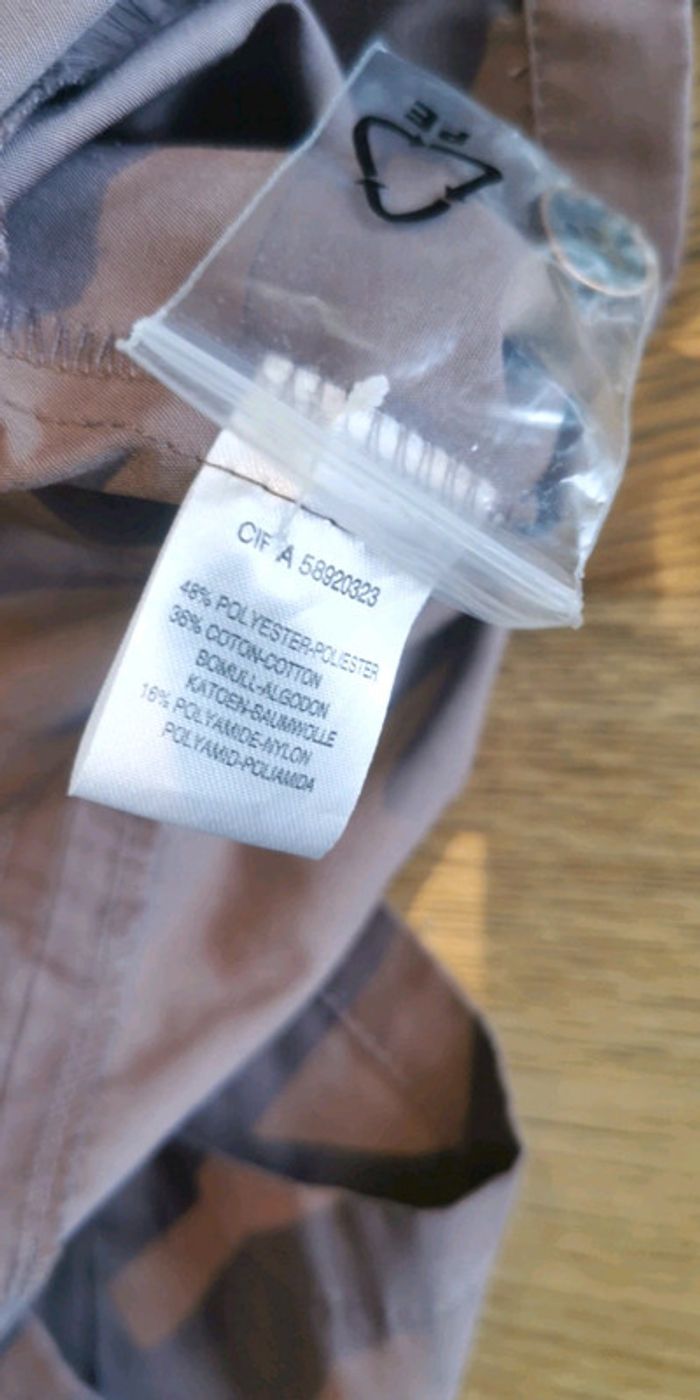 PE
CIF A 58920323
48% POLYESTER-POLIESTER
36% COTON-COTTON
BOMULL-ALGODON
KATOEN-BAUMWOLLE
16% POLYAMIDE-NYLON
POLYAMID-POLIAMIDA